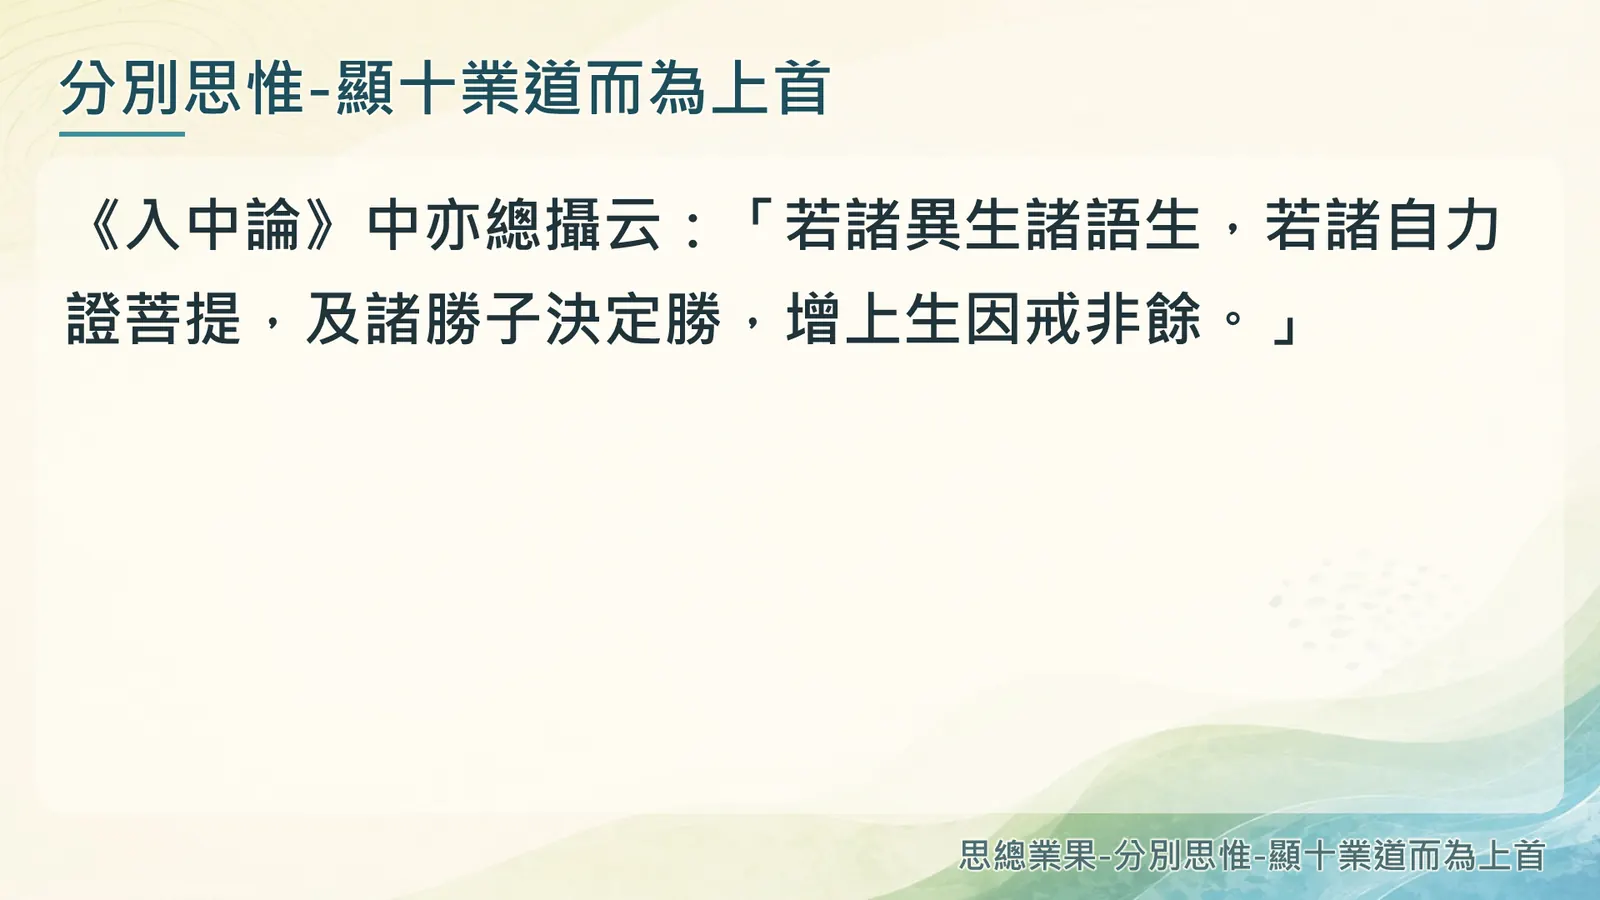 分別思惟-顯十業道而為上首
《入中論》中亦總攝云：「若諸異生諸語生，若諸自力
證菩提，及諸勝子決定勝，增上生因戒非餘。」
思總業果-分別思惟-顯十業道而為上首